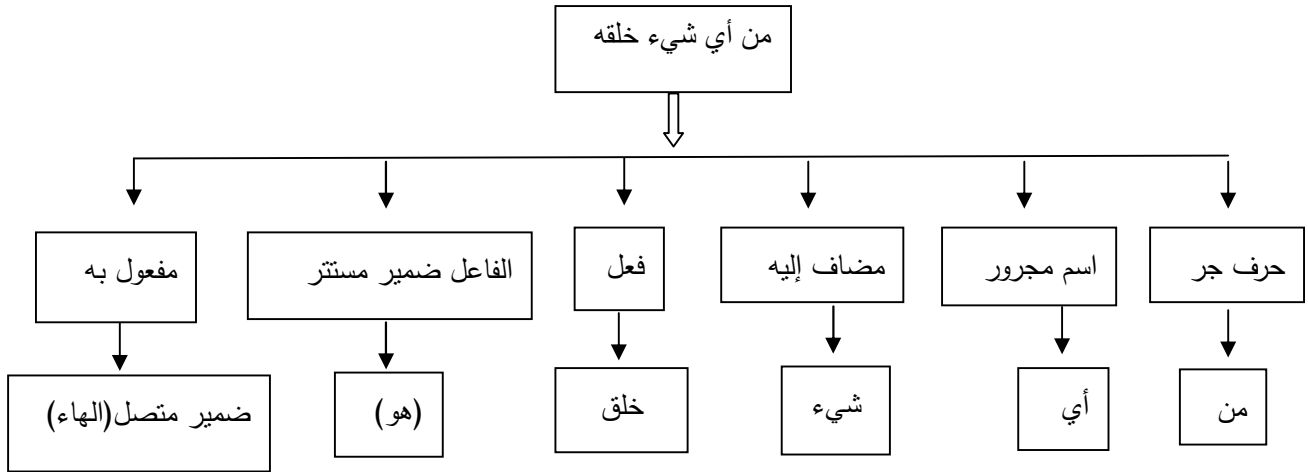 من أي شيء خلقه
حرف جر
اسم مجرور
مضاف إليه
فعل
الفاعل ضمير مستتر
مفعول به
من
أي
شيء
خلق
(هو)
ضمير متصل(الهاء)